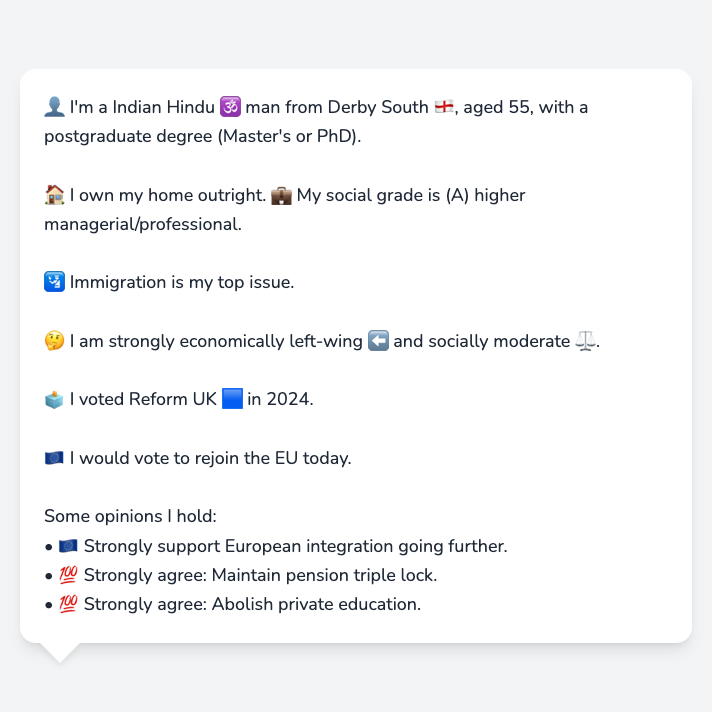 👤 I'm a Indian Hindu 🕉️ man from Derby South 🏴󠁧󠁢󠁥󠁮󠁧󠁿, aged 55, with a
postgraduate degree (Master's or PhD).
🏠 I own my home outright. 💼 My social grade is (A) higher
managerial/professional.
🛂 Immigration is my top issue.
🤔 I am strongly economically left-wing ⬅️ and socially moderate ⚖️.
🗳️ I voted Reform UK 🟦 in 2024.
🇪🇺 I would vote to rejoin the EU today.
Some opinions I hold:
• 🇪🇺 Strongly support European integration going further.
• 💯 Strongly agree: Maintain pension triple lock.
• 💯 Strongly agree: Abolish private education.